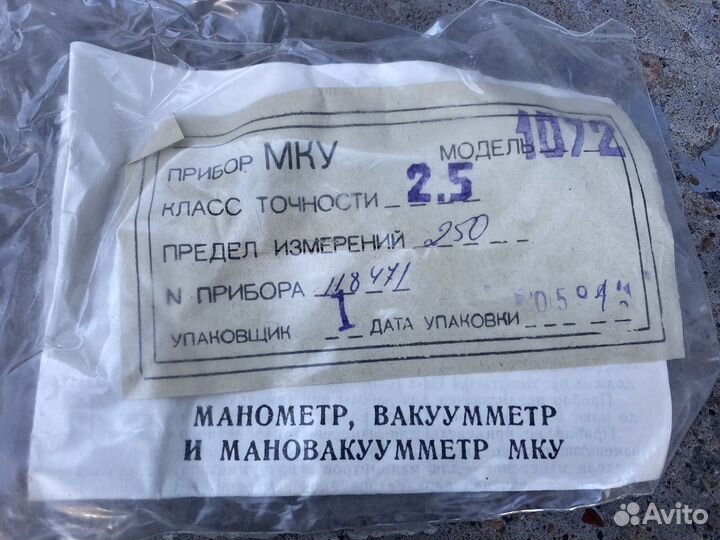 ПРИБОР МКУ МОДЕЛЬ 1072
КЛАСС ТОЧНОСТИ 2.5
ПРЕДЕЛ ИЗМЕРЕНИЙ 250
N ПРИБОРА 118471
УПАКОВЩИК 1 ДАТА УПАКОВКИ
МАНОМЕТР, ВАКУУММЕТР
И МАНОВАКУУММЕТР МКУ
Avito